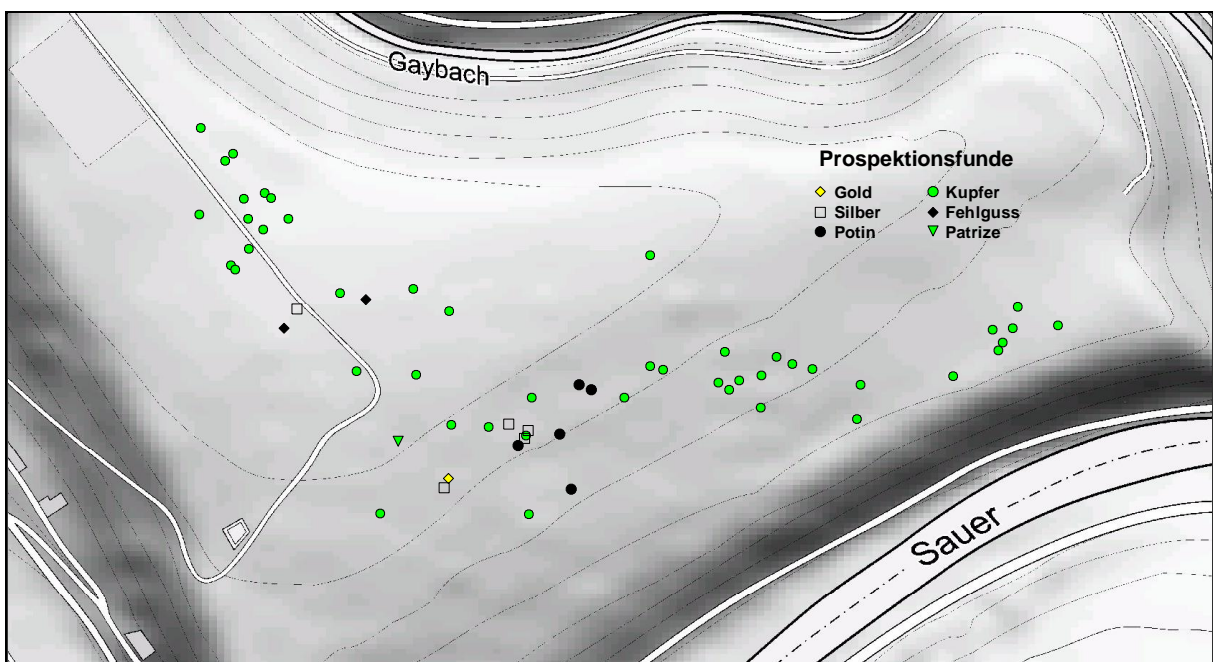 Gaybach
Prospektionsfunde
Gold Kupfer
Silber Fehlguss
Potin Patrize
Sauer